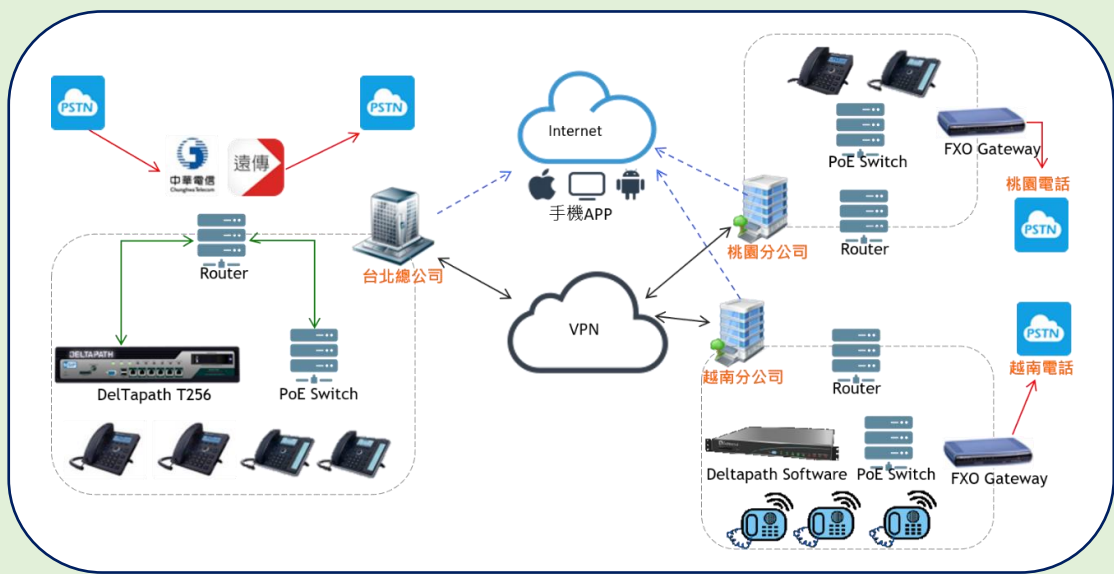 PSTN
PSTN
中華電信
Chunghwa Telecom
遠傳
Router
台北總公司
DELTAPATH
DelTapath T256
PoE Switch
Internet
手機APP
VPN
PoE Switch
FXO Gateway
桃園電話
PSTN
桃園分公司
Router
越南分公司
Router
PSTN
越南電話
Deltapath Software
PoE Switch
FXO Gateway